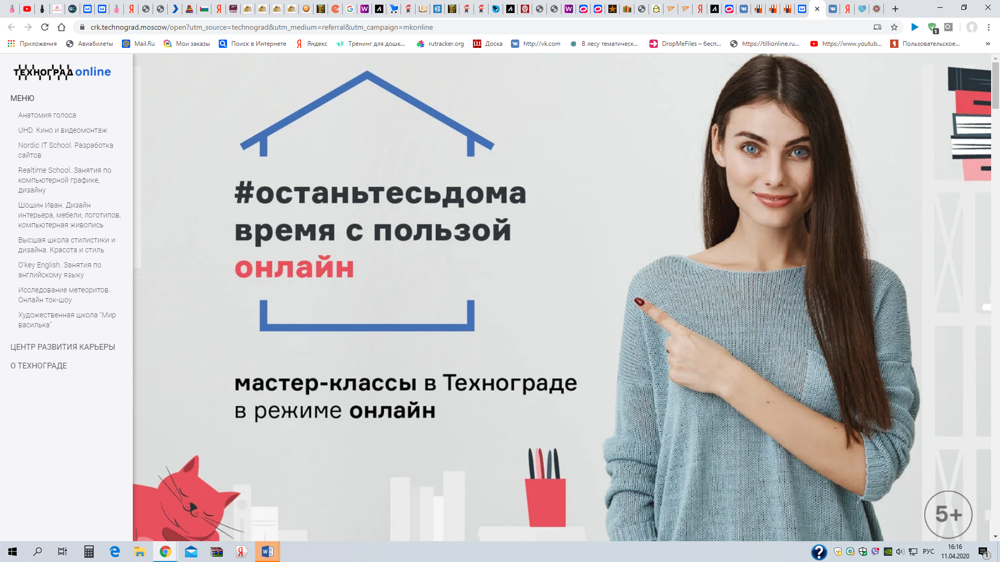 crk.technograd.moscow/open?utm_source=technograd&utm_medium=referral&utm_campaign=mkonline
1
Приложения
Авиабилеты
Mail.Ru
Мои заказы
Поиск в Интернете
Яндекс
Тренинг для дошк...
rutracker.org
Доска
http://vk.com
В лесу тематическ...
DropMeFiles – бесп...
https://tillionline.ru...
https://www.youtub...
Пользовательское...
»
ТЕХНОГРАД online
МЕНЮ
Анатомия голоса
UHD. Кино и видеомонтаж
Nordic IT School. Разработка
сайтов
Realtime School. Занятия по
компьютерной графике,
дизайну
Шошин Иван. Дизайн
интерьера, мебели, логотипов,
компьютерная живопись
Высшая школа стилистики и
дизайна. Красота и стиль
O'key English. Занятия по
английскому языку
Исследование метеоритов.
Онлайн ток-шоу
Художественная школа "Мир
василька"
ЦЕНТР РАЗВИТИЯ КАРЬЕРЫ
О ТЕХНОГРАДЕ
#останьтесьдома
время с пользой
онлайн
мастер-классы в Технограде
в режиме онлайн
5+
РУС
16:16
11.04.2020
1